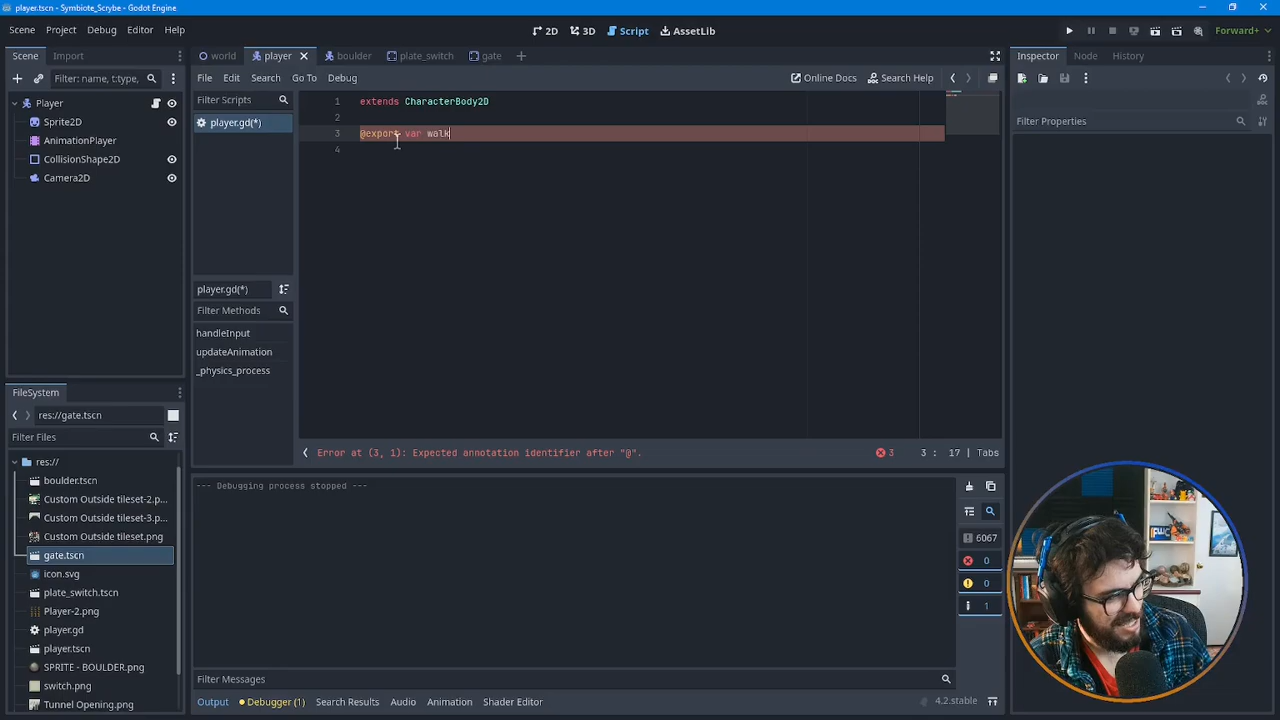 player.tscn - Symbiote_Scrybe - Godot Engine
Scene Project Debug Editor Help
2D 3D Script AssetLib
Forward+
Scene Import
Filter: name, t:type,
Player
Sprite2D
AnimationPlayer
CollisionShape2D
Camera2D
world player boulder plate_switch gate
File Edit Search Go To Debug
Online Docs Search Help
Filter Scripts
player.gd(*)
player.gd(*)
Filter Methods
handleInput
updateAnimation
_physics_process
1 extends CharacterBody2D
2
3 @export var walk
4
Error at (3, 1): Expected annotation identifier after "@".
3
3 : 17 | Tabs
Inspector Node History
Filter Properties
FileSystem
res://gate.tscn
Filter Files
res://
boulder.tscn
Custom Outside tileset-2.p...
Custom Outside tileset-3.p...
Custom Outside tileset.png
gate.tscn
icon.svg
plate_switch.tscn
Player-2.png
player.gd
player.tscn
SPRITE - BOULDER.png
switch.png
Tunnel Opening.png
--- Debugging process stopped ---
6067
0
0
1
Filter Messages
Output Debugger (1) Search Results Audio Animation Shader Editor
4.2.stable